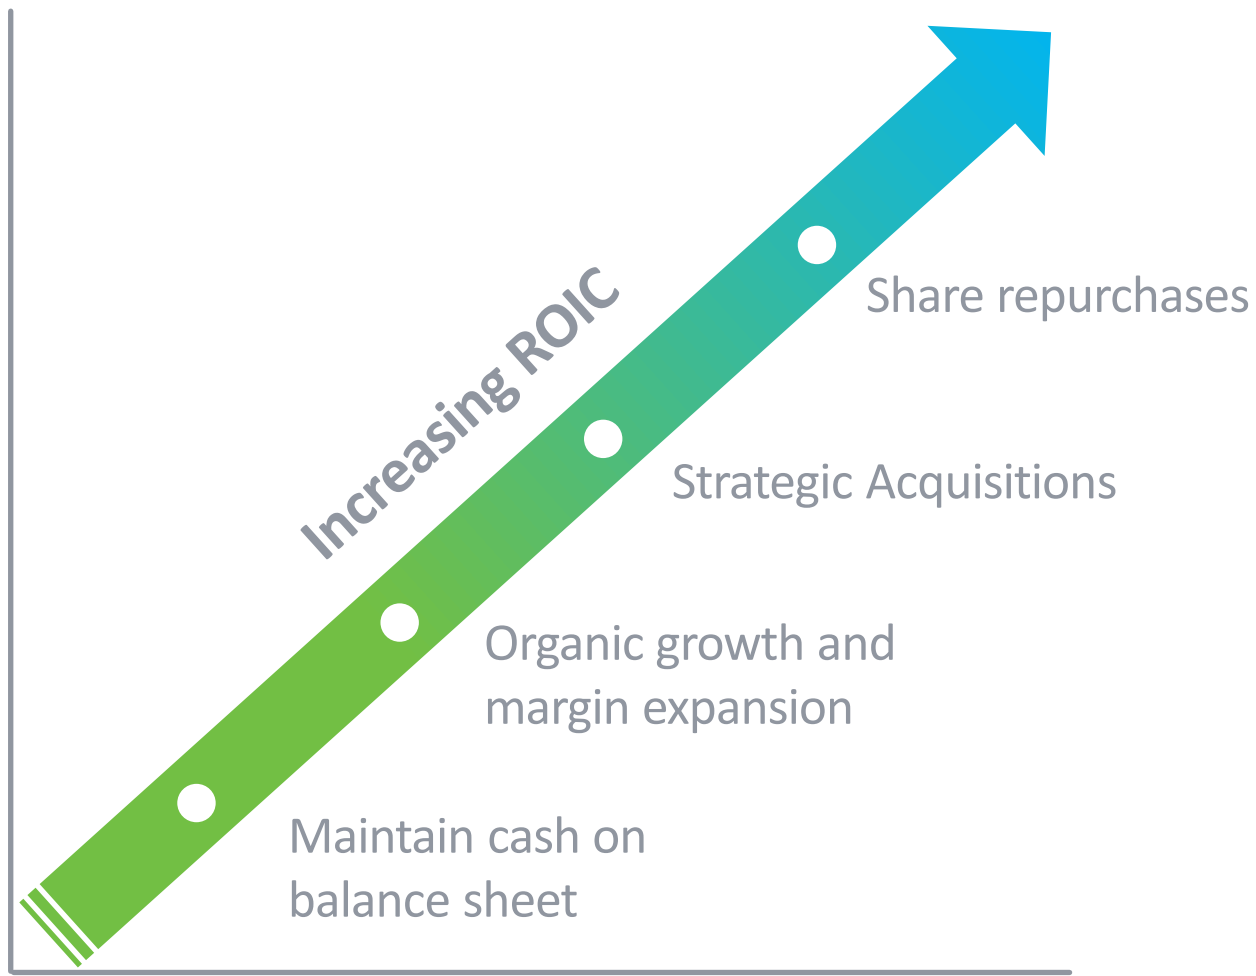 Increasing ROIC
Share repurchases
Strategic Acquisitions
Organic growth and
margin expansion
Maintain cash on
balance sheet